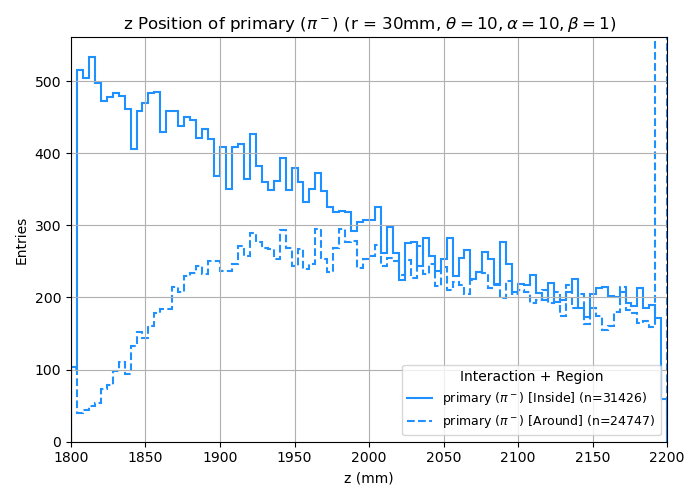 z Position of primary (π⁻) (r = 30mm, θ = 10, α = 10, β = 1)
500
400
300
200
100
0
Entries
1800 1850 1900 1950 2000 2050 2100 2150 2200
z (mm)
Interaction + Region
primary (π⁻) [Inside] (n=31426)
primary (π⁻) [Around] (n=24747)